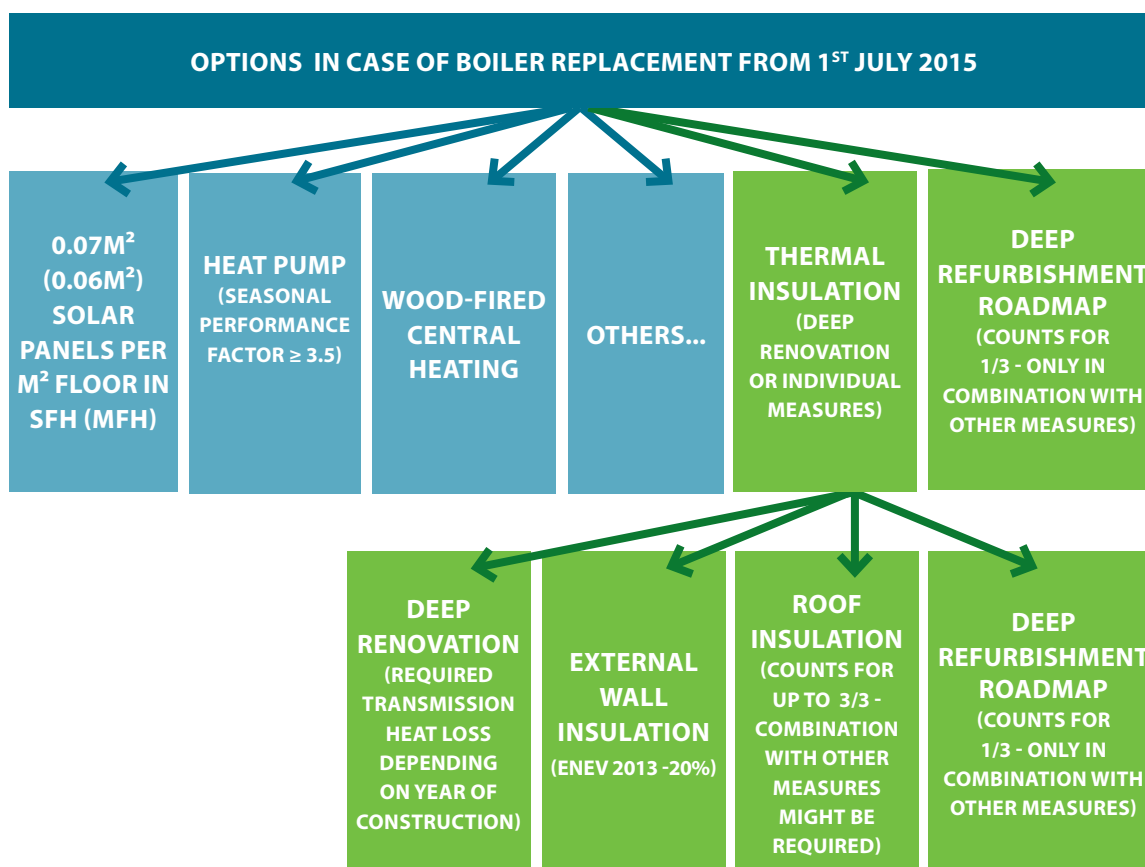 OPTIONS IN CASE OF BOILER REPLACEMENT FROM 1ST JULY 2015
0.07M²
(0.06M²)
SOLAR
PANELS PER
M² FLOOR IN
SFH (MFH)
HEAT PUMP
(SEASONAL
PERFORMANCE
FACTOR ≥ 3.5)
WOOD-FIRED
CENTRAL
HEATING
OTHERS...
THERMAL
INSULATION
(DEEP
RENOVATION
OR INDIVIDUAL
MEASURES)
DEEP
REFURBISHMENT
ROADMAP
(COUNTS FOR
1/3 - ONLY IN
COMBINATION WITH
OTHER MEASURES)
DEEP
RENOVATION
(REQUIRED
TRANSMISSION
HEAT LOSS
DEPENDING
ON YEAR OF
CONSTRUCTION)
EXTERNAL
WALL
INSULATION
(ENEV 2013 -20%)
ROOF
INSULATION
(COUNTS FOR
UP TO 3/3 -
COMBINATION
WITH OTHER
MEASURES
MIGHT BE
REQUIRED)
DEEP
REFURBISHMENT
ROADMAP
(COUNTS FOR
1/3 - ONLY IN
COMBINATION WITH
OTHER MEASURES)